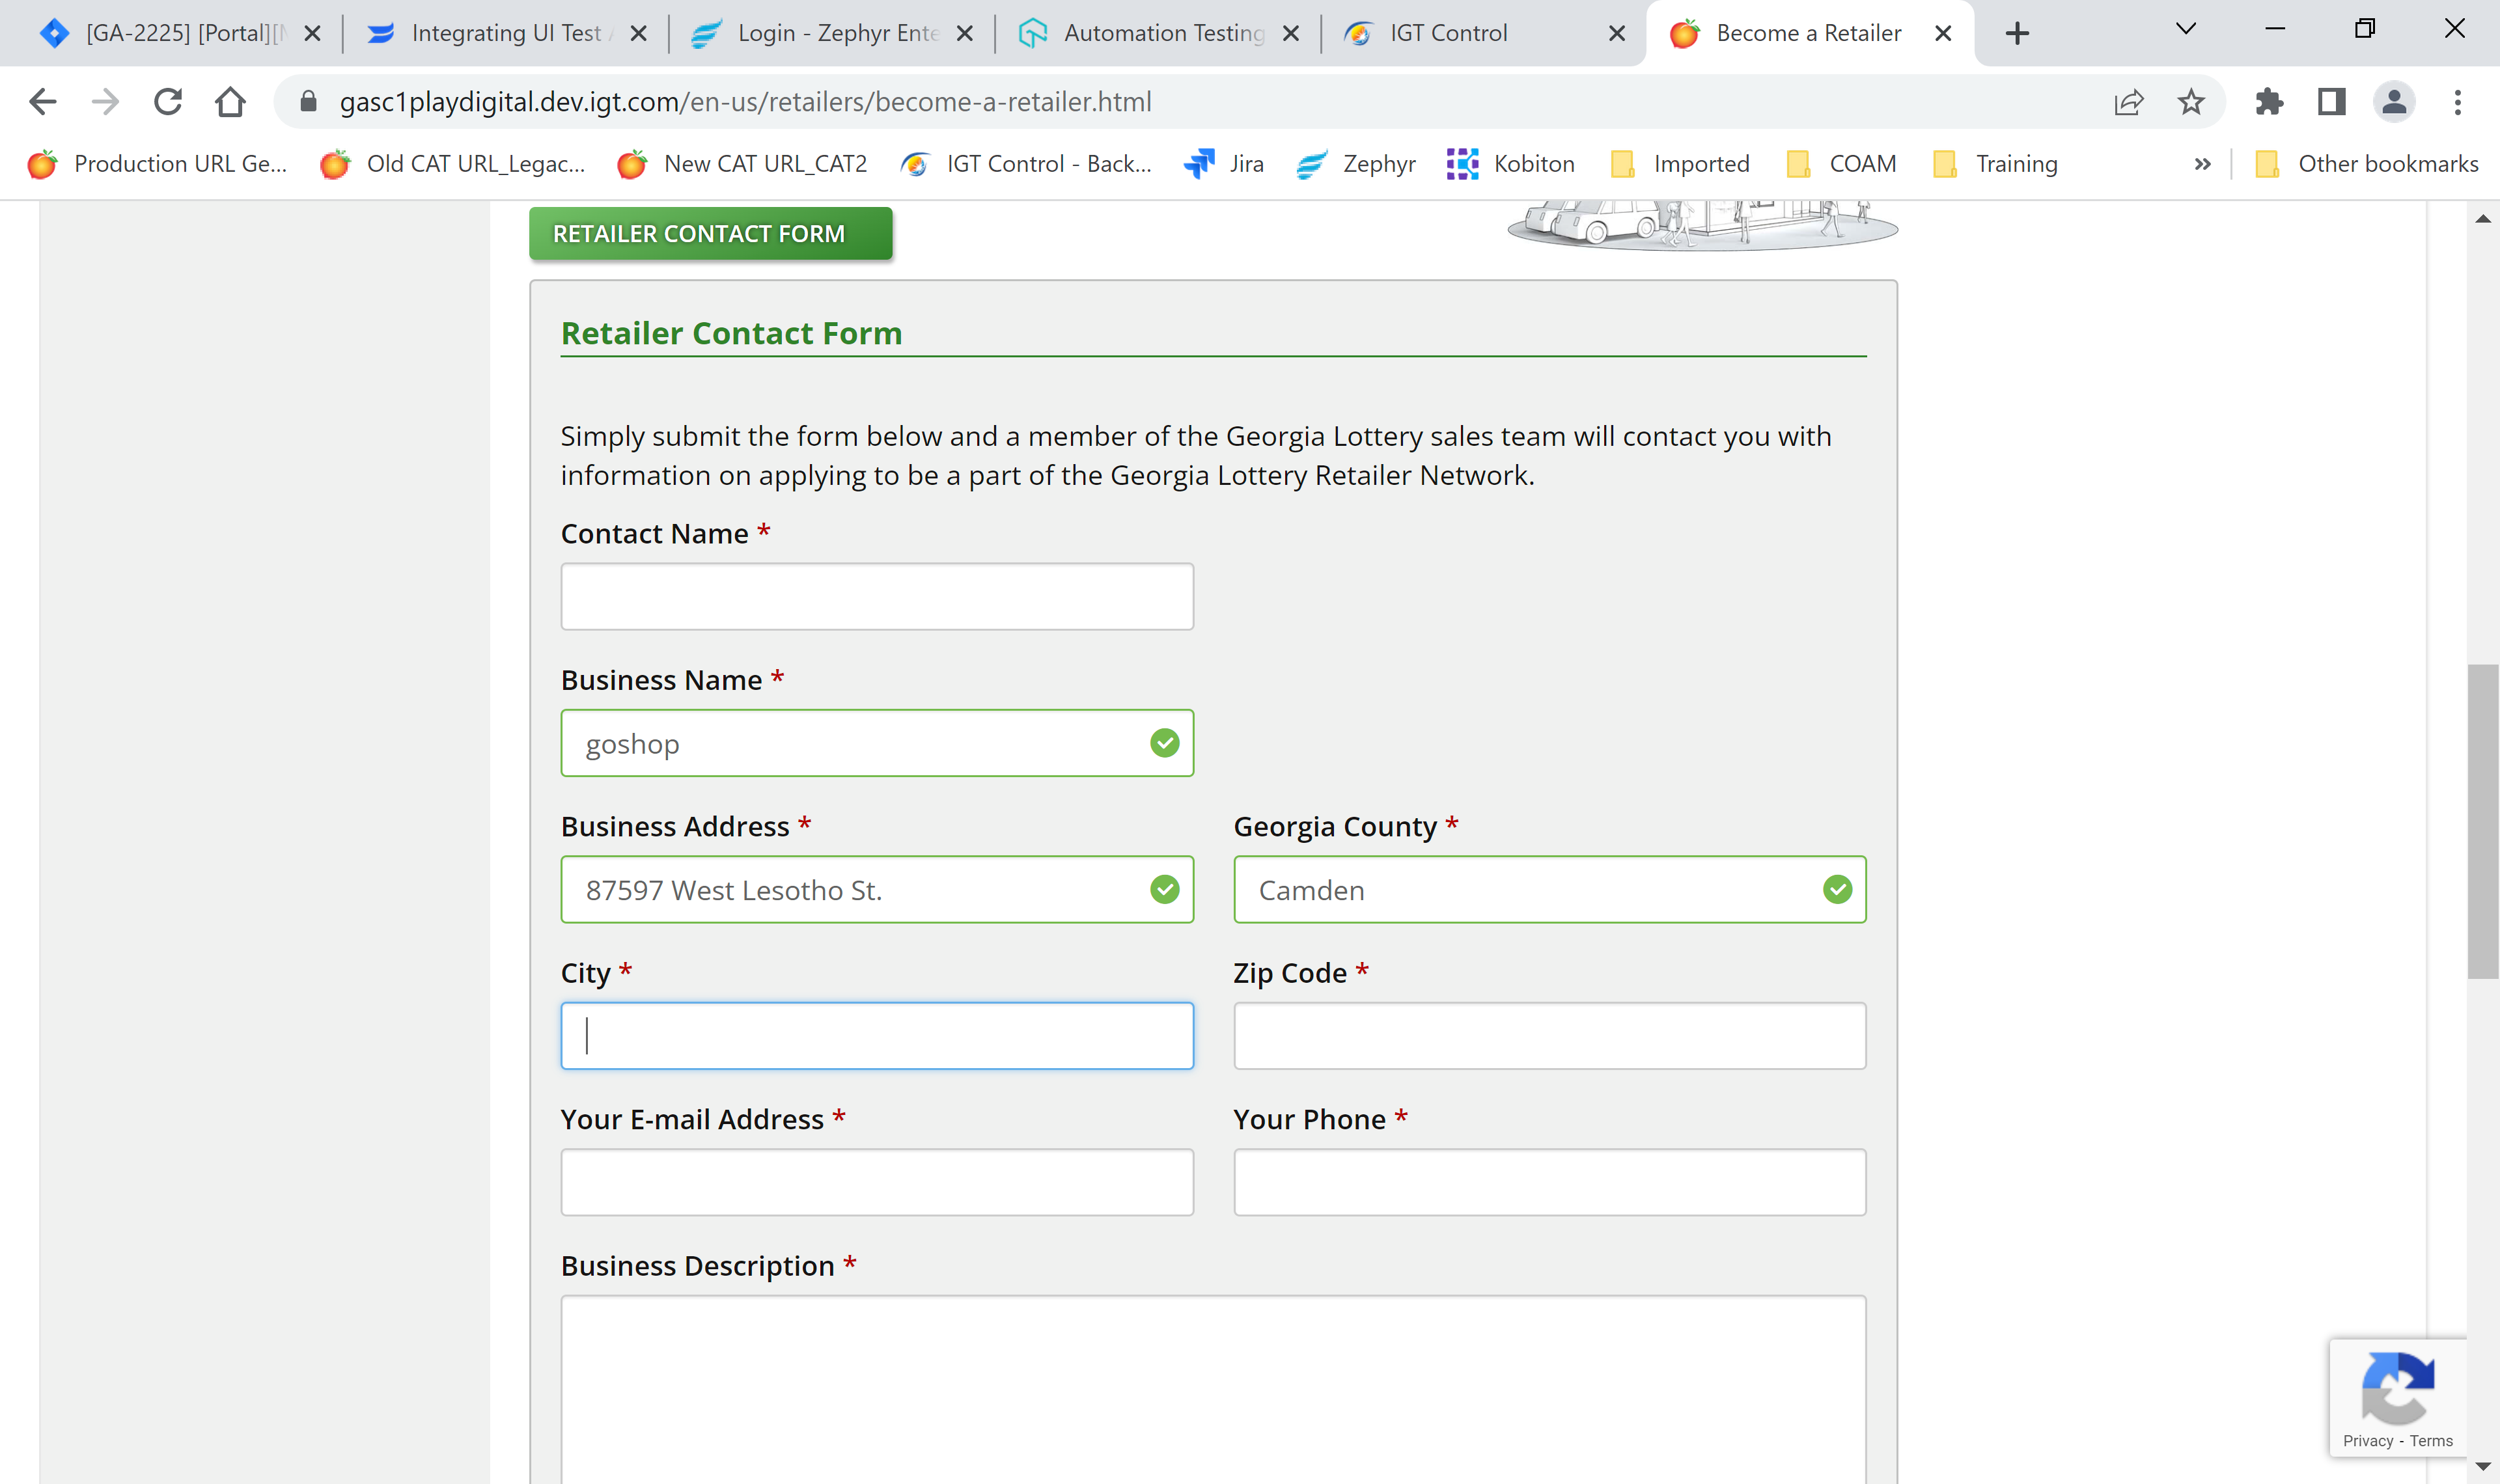 [GA-2225] [Portal][
Integrating UI Test
Login - Zephyr Ente
Automation Testing
IGT Control
Become a Retailer
gasc1playdigital.dev.igt.com/en-us/retailers/become-a-retailer.html
Production URL Ge...
Old CAT URL_Legac...
New CAT URL_CAT2
IGT Control - Back...
Jira
Zephyr
Kobiton
Imported
COAM
Training
»
Other bookmarks
RETAILER CONTACT FORM
Retailer Contact Form
Simply submit the form below and a member of the Georgia Lottery sales team will contact you with
information on applying to be a part of the Georgia Lottery Retailer Network.
Contact Name *
Business Name *
goshop
Business Address *
Georgia County *
87597 West Lesotho St.
Camden
City *
Zip Code *
Your E-mail Address *
Your Phone *
Business Description *
Privacy - Terms